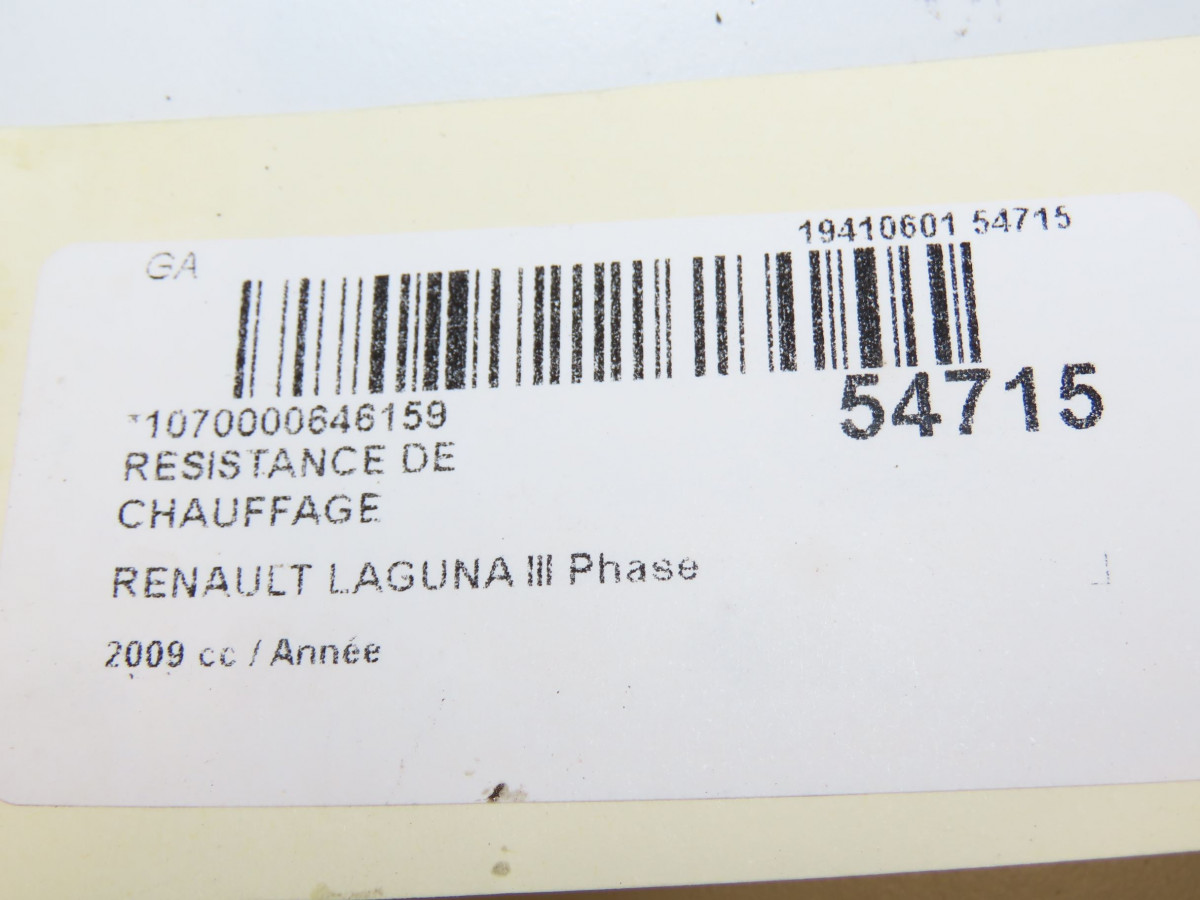 GA
19410601 54715
54715
*1070000646159
RESISTANCE DE
CHAUFFAGE
RENAULT LAGUNA III Phase
2009 cc / Année